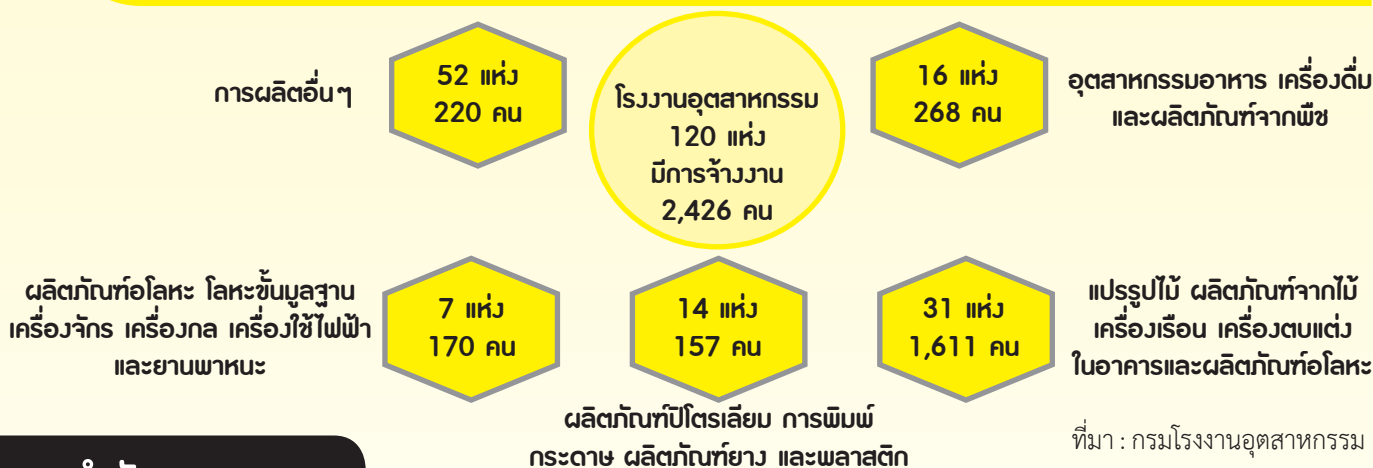 การผลิตอื่นๆ
52 แห่ง
220 คน
โรงงานอุตสาหกรรม
120 แห่ง
มีการจ้างงาน
2,426 คน
16 แห่ง
268 คน
อุตสาหกรรมอาหาร เครื่องดื่ม
และผลิตภัณฑ์จากพืช
ผลิตภัณฑ์อโลหะ โลหะขั้นมูลฐาน
เครื่องจักร เครื่องกล เครื่องใช้ไฟฟ้า
และยานพาหนะ
7 แห่ง
170 คน
14 แห่ง
157 คน
ผลิตภัณฑ์ปิโตรเลียม การพิมพ์
กระดาษ ผลิตภัณฑ์ยาง และพลาสติก
31 แห่ง
1,611 คน
แปรรูปไม้ ผลิตภัณฑ์จากไม้
เครื่องเรือน เครื่องตบแต่ง
ในอาคารและผลิตภัณฑ์อโลหะ
ที่มา : กรมโรงงานอุตสาหกรรม